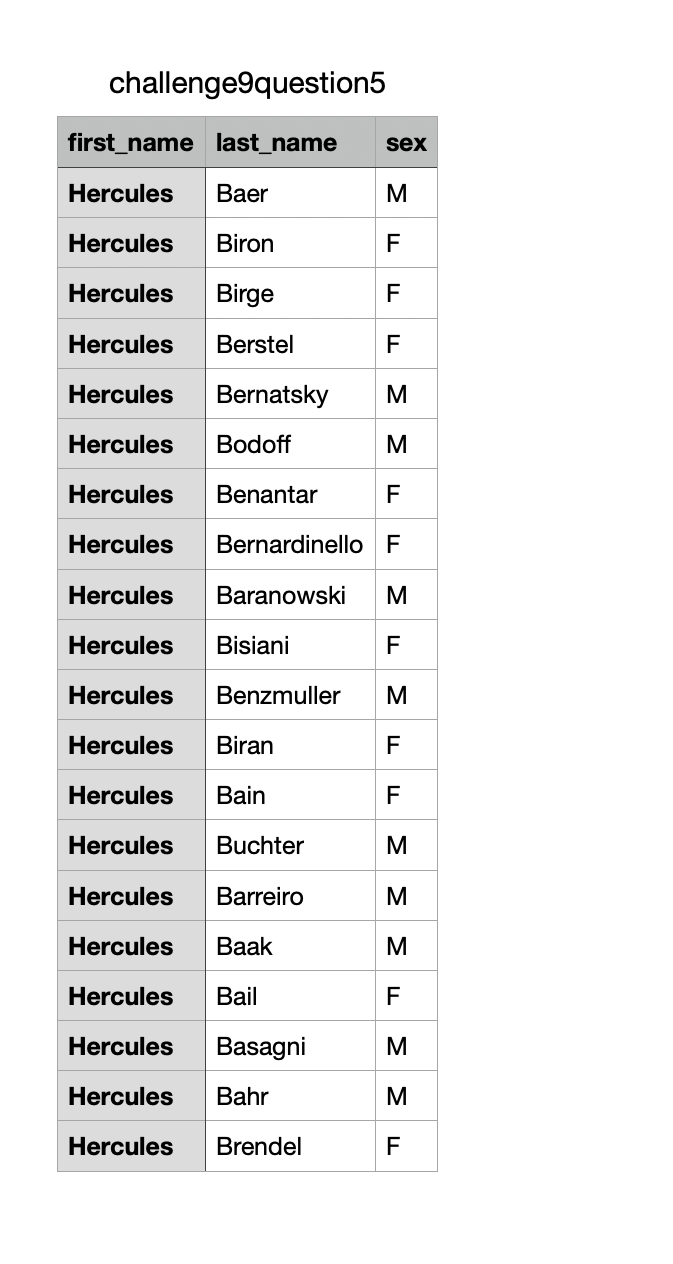 challenge9question5
first_name last_name sex
Hercules Baer M
Hercules Biron F
Hercules Birge F
Hercules Berstel F
Hercules Bernatsky M
Hercules Bodoff M
Hercules Benantar F
Hercules Bernardinello F
Hercules Baranowski M
Hercules Bisiani F
Hercules Benzmuller M
Hercules Biran F
Hercules Bain F
Hercules Buchter M
Hercules Barreiro M
Hercules Baak M
Hercules Bail F
Hercules Basagni M
Hercules Bahr M
Hercules Brendel F